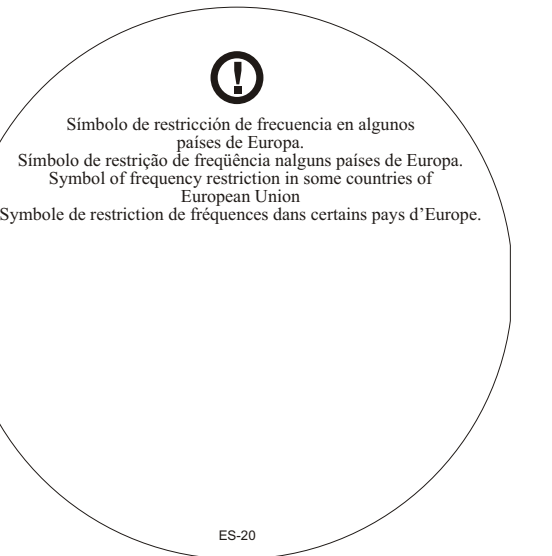 Símbolo de restricción de frecuencia en algunos
países de Europa.
Símbolo de restrição de freqüência nalguns países de Europa.
Symbol of frequency restriction in some countries of
European Union
Symbole de restriction de fréquences dans certains pays d’Europe.
ES-20